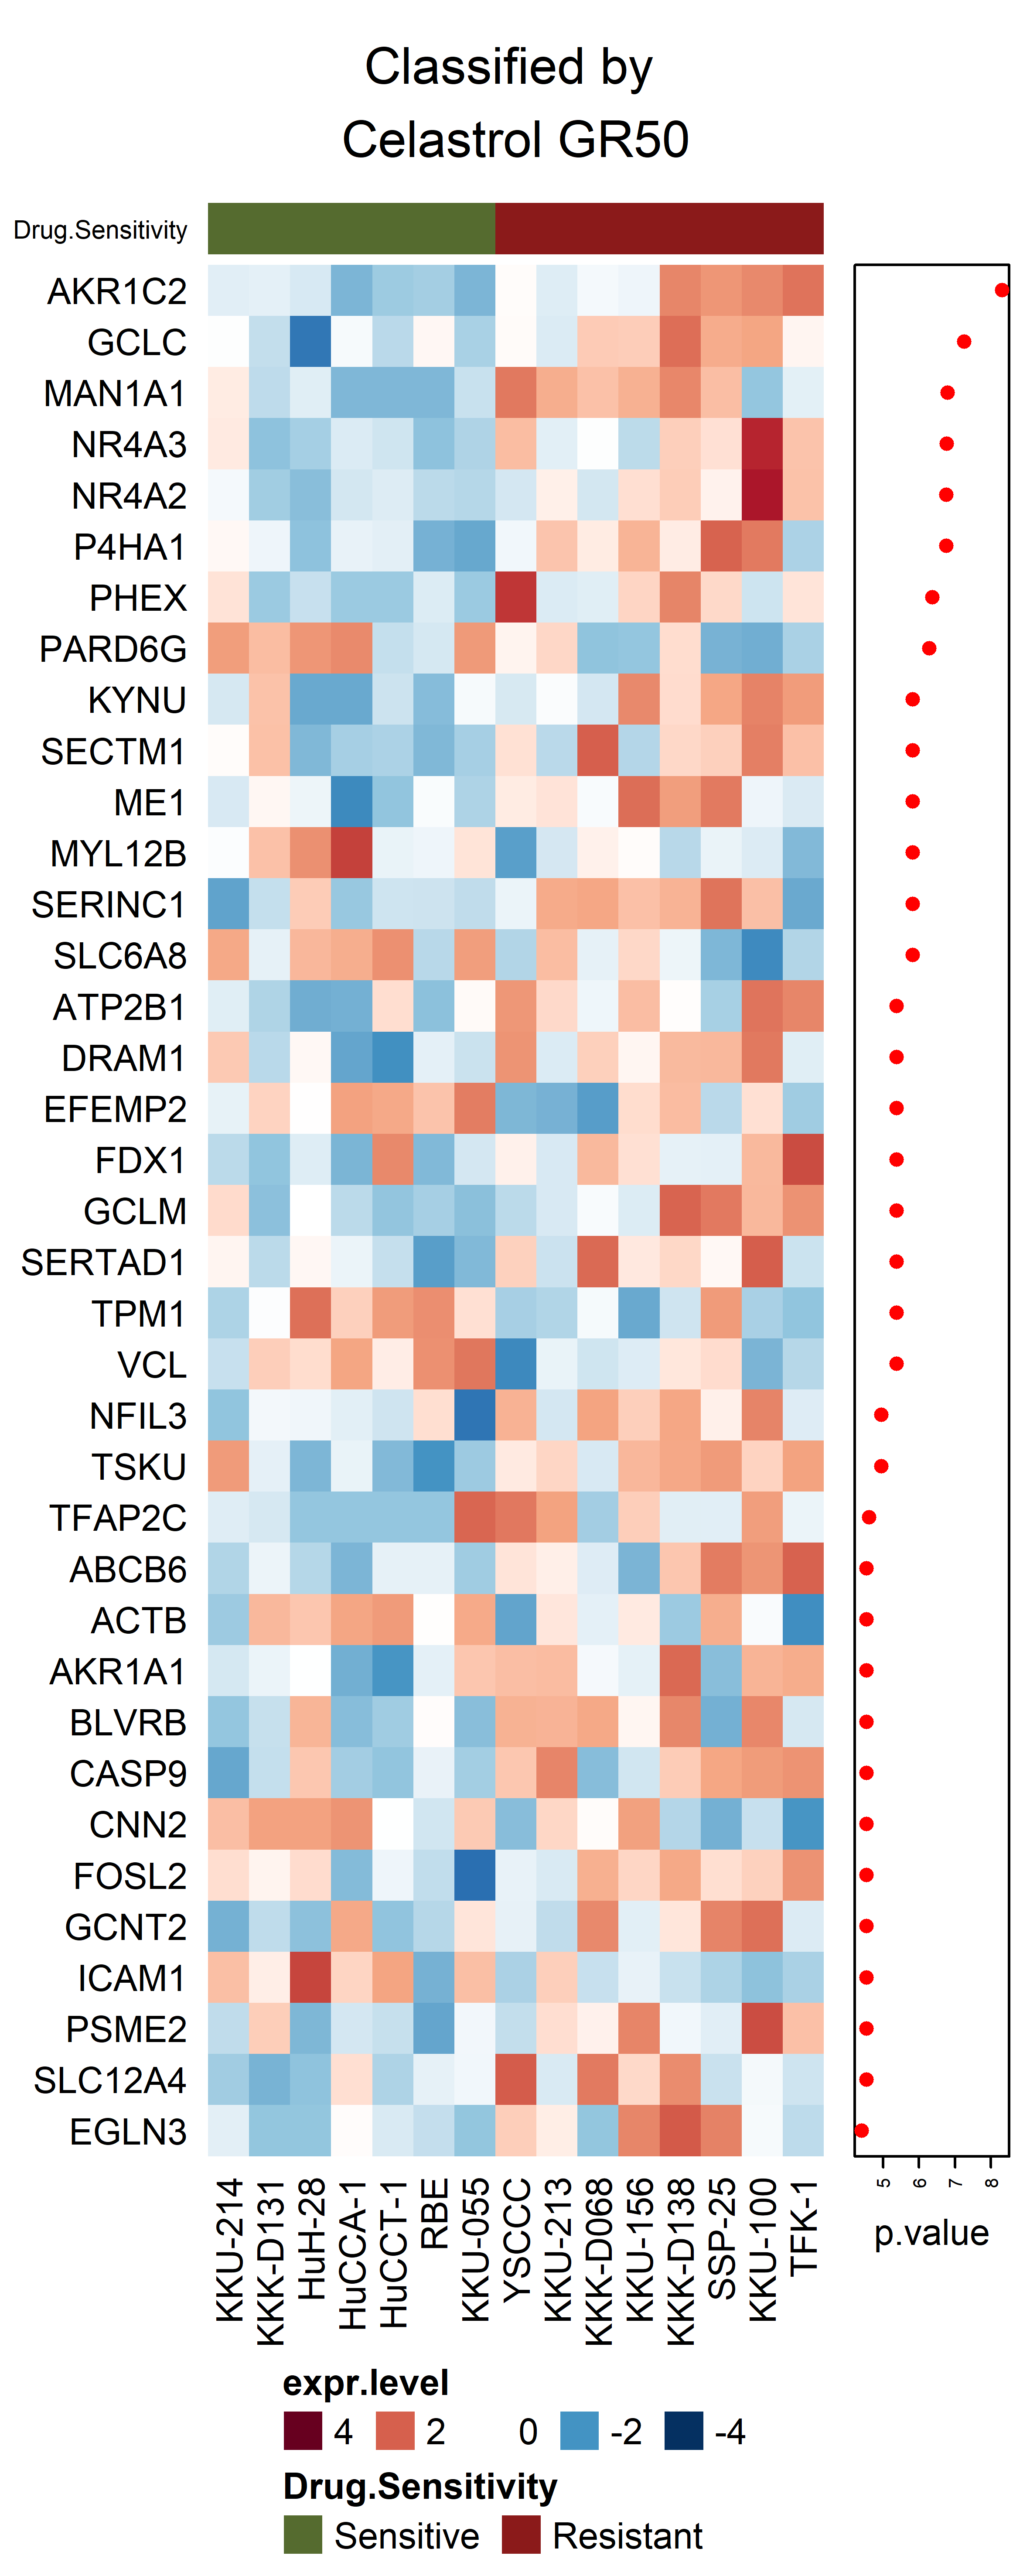 Classified by
Celastrol GR50
Drug.Sensitivity
AKR1C2
GCLC
MAN1A1
NR4A3
NR4A2
P4HA1
PHEX
PARD6G
KYNU
SECTM1
ME1
MYL12B
SERINC1
SLC6A8
ATP2B1
DRAM1
EFEMP2
FDX1
GCLM
SERTAD1
TPM1
VCL
NFIL3
TSKU
TFAP2C
ABCB6
ACTB
AKR1A1
BLVRB
CASP9
CNN2
FOSL2
GCNT2
ICAM1
PSME2
SLC12A4
EGLN3
KKU-214
KKK-D131
HuH-28
HuCCA-1
HuCCT-1
RBE
KKU-055
YSCCC
KKU-213
KKK-D068
KKU-156
KKK-D138
SSP-25
KKU-100
TFK-1
5 6 7 8
p.value
expr.level
4 2 0 -2 -4
Drug.Sensitivity
Sensitive Resistant